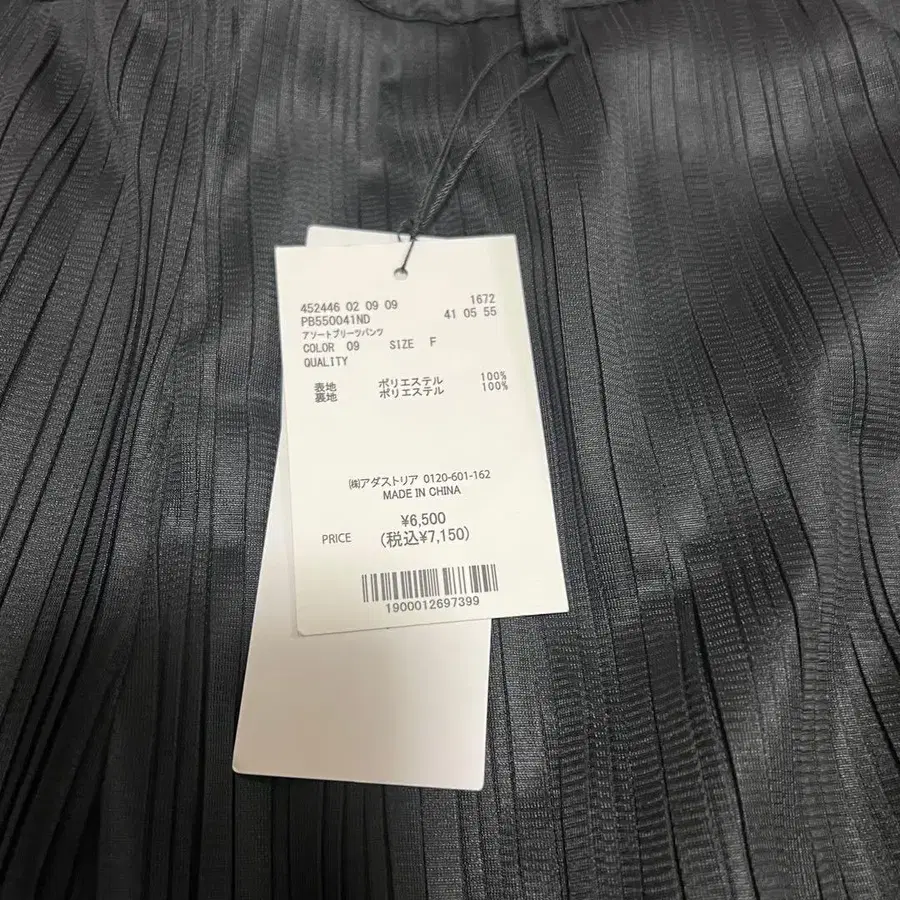 452446 02 09 09 1672
PB550041ND 41 05 55
アソートプリーツパンツ
COLOR 09 SIZE F
QUALITY
表地 ポリエステル 100%
裏地 ポリエステル 100%
㈱アダストリア 0120-601-162
MADE IN CHINA
¥6,500
PRICE (税込¥7,150)
1900012697399